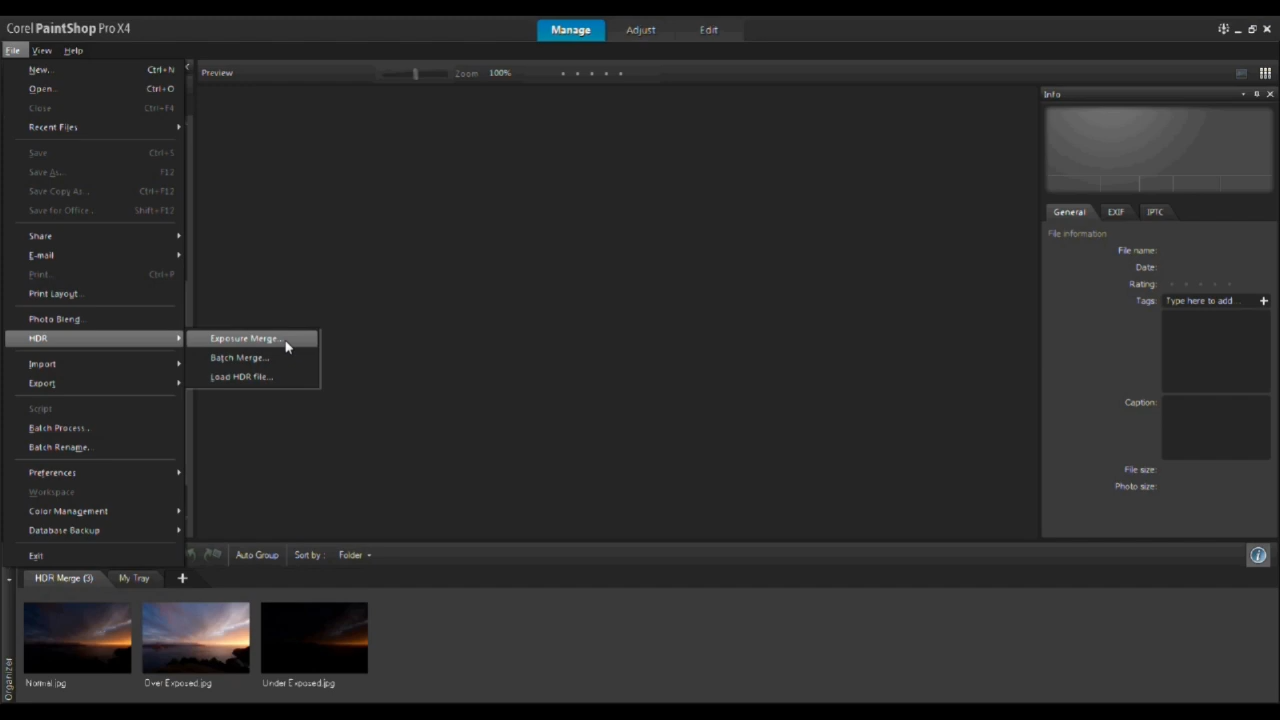 Corel PaintShop Pro X4
Manage Adjust Edit
File View Help
New... Ctrl+N
Open... Ctrl+O
Close Ctrl+F4
Recent Files
Save Ctrl+S
Save As... F12
Save Copy As... Ctrl+F12
Save for Office... Shift+F12
Share
E-mail
Print... Ctrl+P
Print Layout...
Photo Blend...
HDR
Exposure Merge...
Batch Merge...
Load HDR file...
Import
Export
Script
Batch Process...
Batch Rename...
Preferences
Workspace
Color Management
Database Backup
Exit
Preview Zoom 100%
Info
General EXIF IPTC
File information
File name:
Date:
Rating:
Tags: Type here to add ... +
Caption:
File size:
Photo size:
Auto Group Sort by : Folder
HDR Merge (3) My Tray +
Organizer
Normal.jpg Over Exposed.jpg Under Exposed.jpg